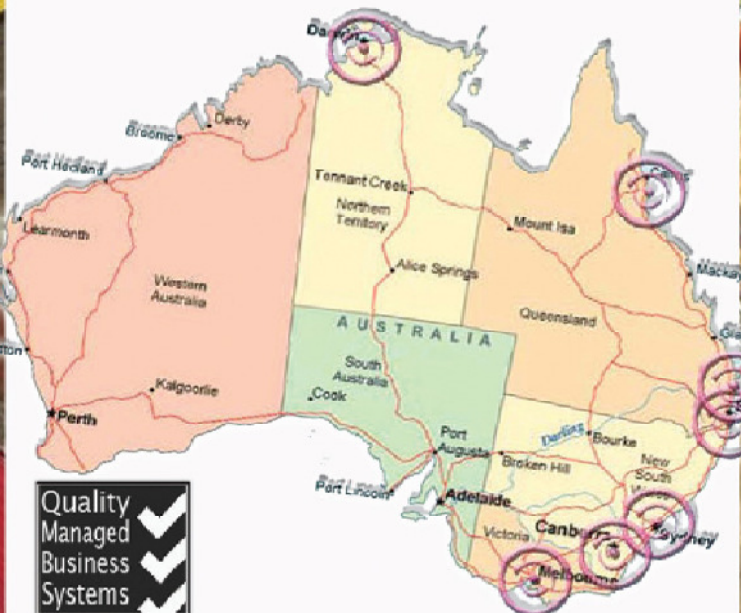 Darwin
Derby
Broome
Port Hedland
Learmonth
Tennant Creek
Northern
Territory
Cairns
Mount Isa
Alice Springs
Mackay
Western
Australia
Queensland
AUSTRALIA
South
Australia
Kalgoorlie
Cook
Perth
Port
Augusta
Darling
Bourke
Broken Hill
New
South
Port Lincoln
Adelaide
Canberra
Sydney
Victoria
Melbourne
Quality
Managed
Business
Systems